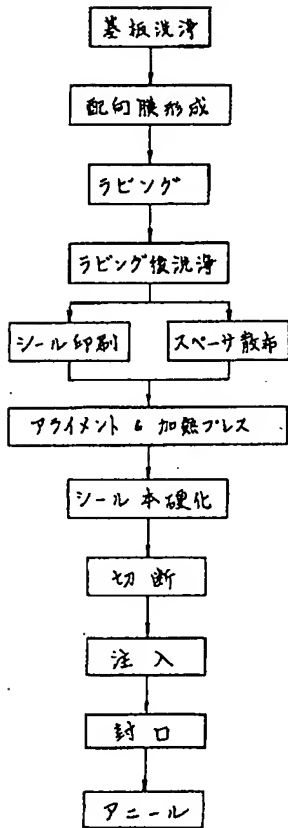 基板洗浄
配向膜形成
ラビング
ラビング後洗浄
シール印刷
スペーサ散布
アライメント & 加熱プレス
シール本硬化
切断
注入
封口
アニール